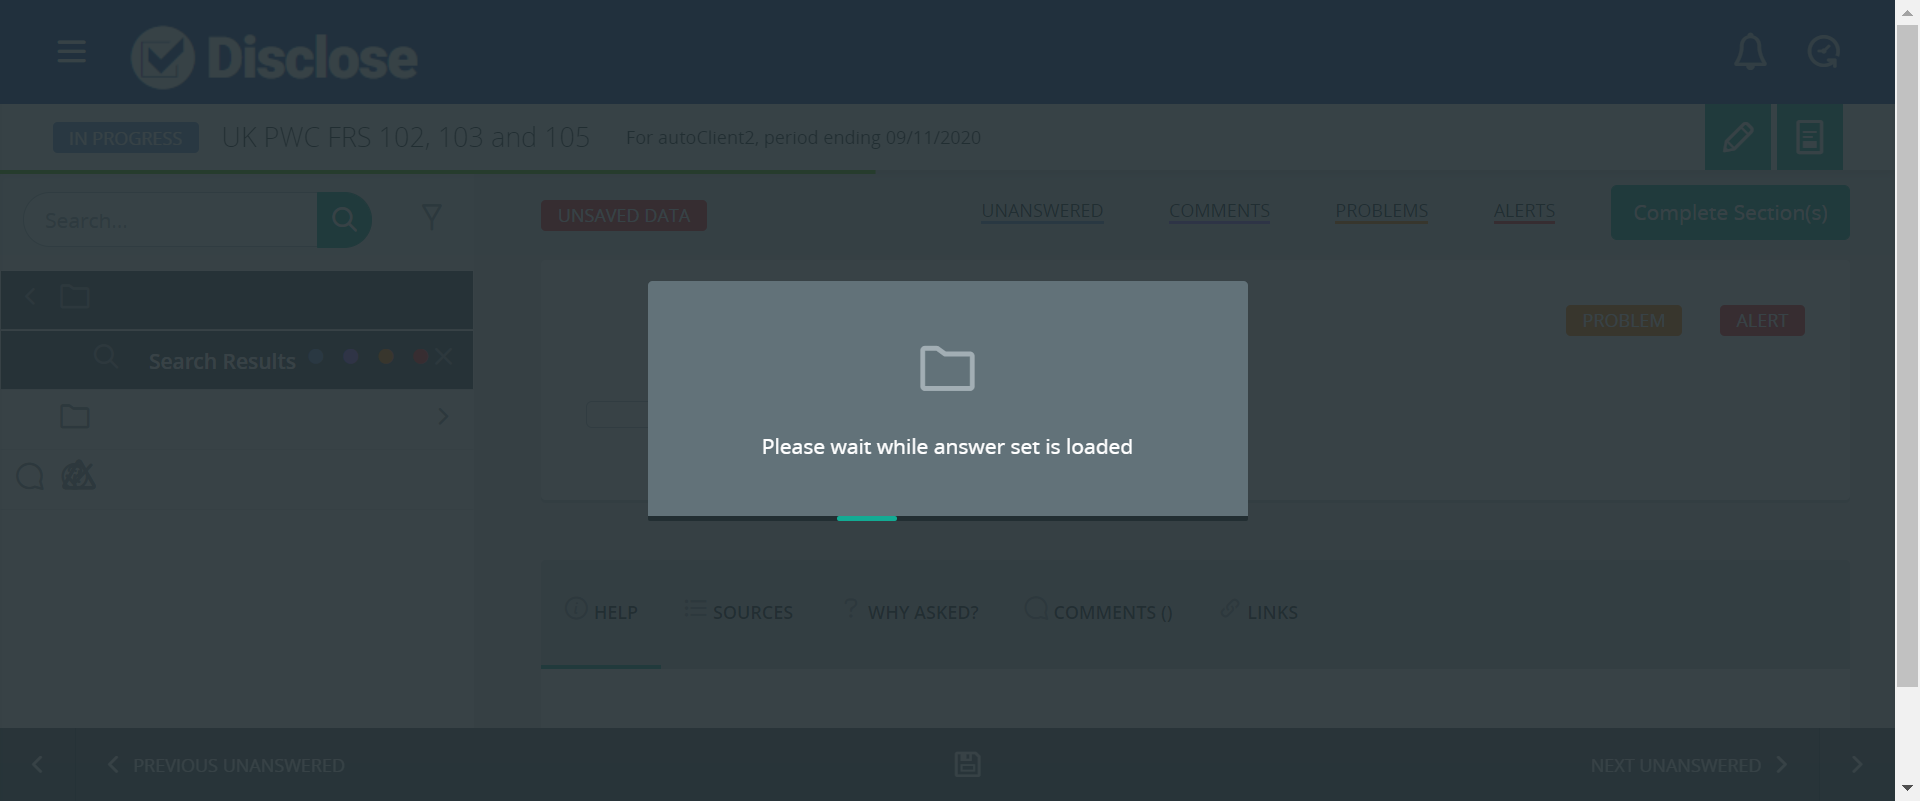 Disclose
IN PROGRESS UK PWC FRS 102, 103 and 105 For autoClient2, period ending 09/11/2020
Search...
UNSAVED DATA UNANSWERED COMMENTS PROBLEMS ALERTS Complete Section(s)
PROBLEM ALERT
Search Results
Please wait while answer set is loaded
HELP SOURCES WHY ASKED? COMMENTS () LINKS
PREVIOUS UNANSWERED NEXT UNANSWERED